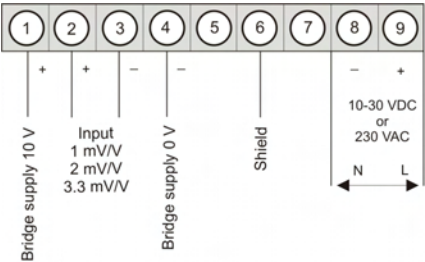 1 2 3 4 5 6 7 8 9
+ + – – – +
Bridge supply 10 V
Input
1 mV/V
2 mV/V
3.3 mV/V
Bridge supply 0 V
Shield
10-30 VDC
or
230 VAC
N L